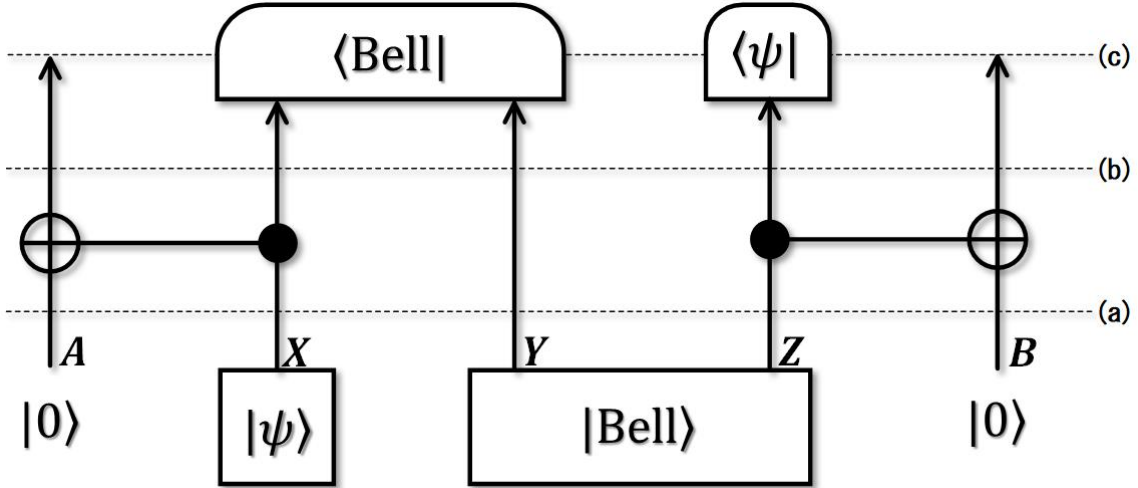 ⟨Bell|
⟨ψ|
(c)
(b)
(a)
A
X
Y
Z
B
|0⟩
|ψ⟩
|Bell⟩
|0⟩